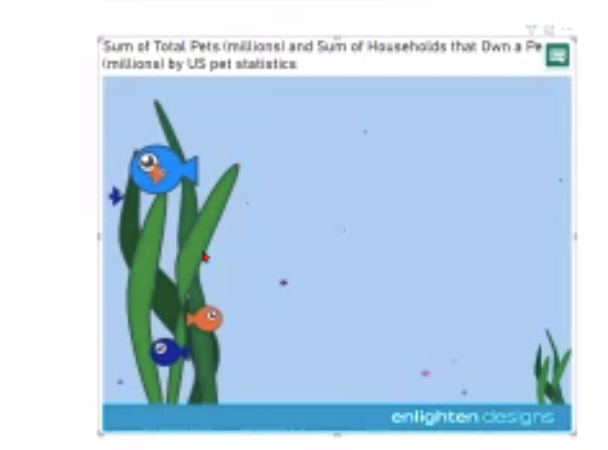 Sum of Total Pets (millions) and Sum of Households that Own a Pe
(millions) by US pet statistics
enlighten designs